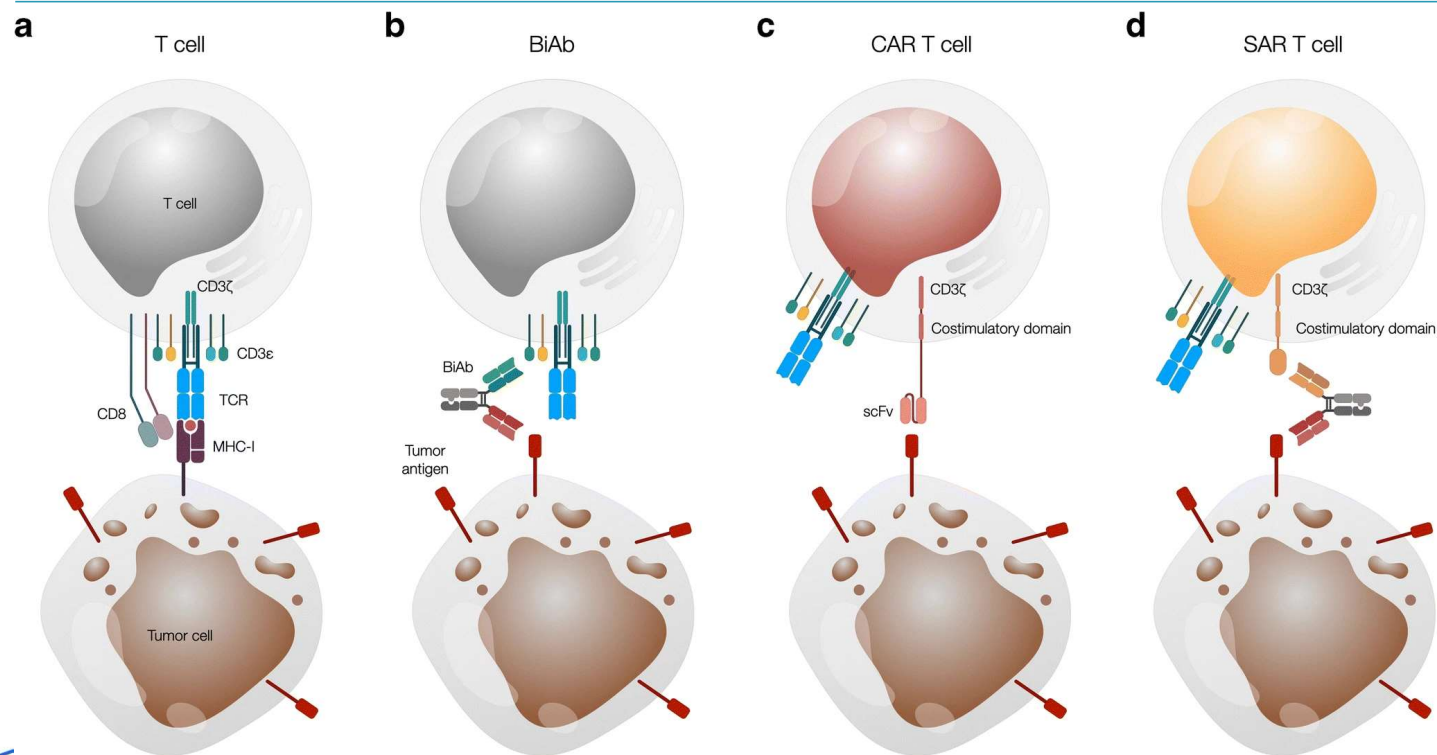 a
T cell
b
BiAb
c
CAR T cell
d
SAR T cell
T cell
CD3ζ
CD3ε
CD8
TCR
MHC-I
Tumor cell
BiAb
Tumor
antigen
CD3ζ
Costimulatory domain
scFv
CD3ζ
Costimulatory domain